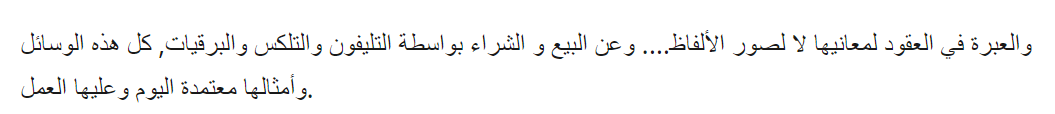 والعبرة في العقود لمعانيها لا لصور الألفاظ.... وعن البيع و الشراء بواسطة التليفون والتلكس والبرقيات, كل هذه الوسائل
وأمثالها معتمدة اليوم وعليها العمل.